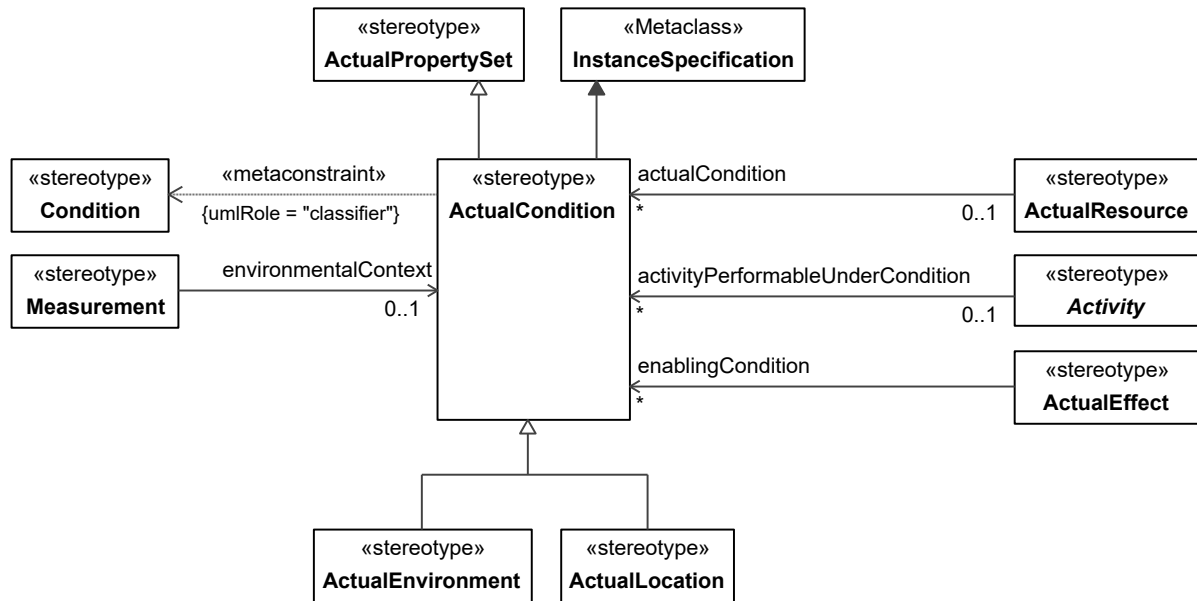 «stereotype»
ActualPropertySet
«Metaclass»
InstanceSpecification
«stereotype»
Condition
«metaconstraint»
{umlRole = "classifier"}
«stereotype»
ActualCondition
actualCondition
*
0..1
«stereotype»
ActualResource
«stereotype»
Measurement
environmentalContext
0..1
activityPerformableUnderCondition
*
0..1
«stereotype»
Activity
enablingCondition
*
«stereotype»
ActualEffect
«stereotype»
ActualEnvironment
«stereotype»
ActualLocation